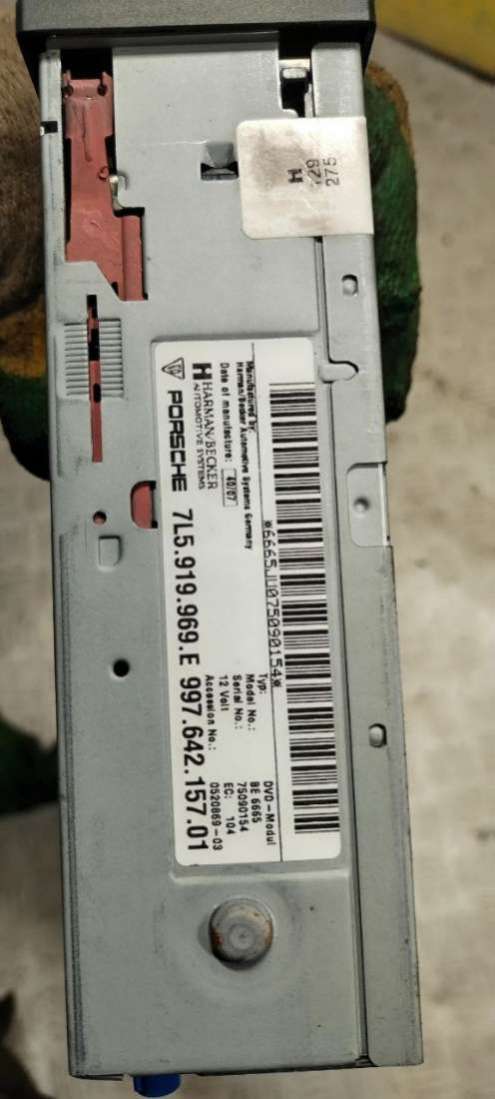 H
129
275
*6665JU075090154*
Manufactured by:
Harman/Becker Automotive Systems Germany
Date of manufacture: 40/07
HARMAN/BECKER
AUTOMOTIVE SYSTEMS
Typ: DVD-Modul
Model No.: BE 6665
Serial No.: 75090154
12 Volt EC: 104
Accession No.: 0520869-03
PORSCHE 7L5.919.969.E 997.642.157.01